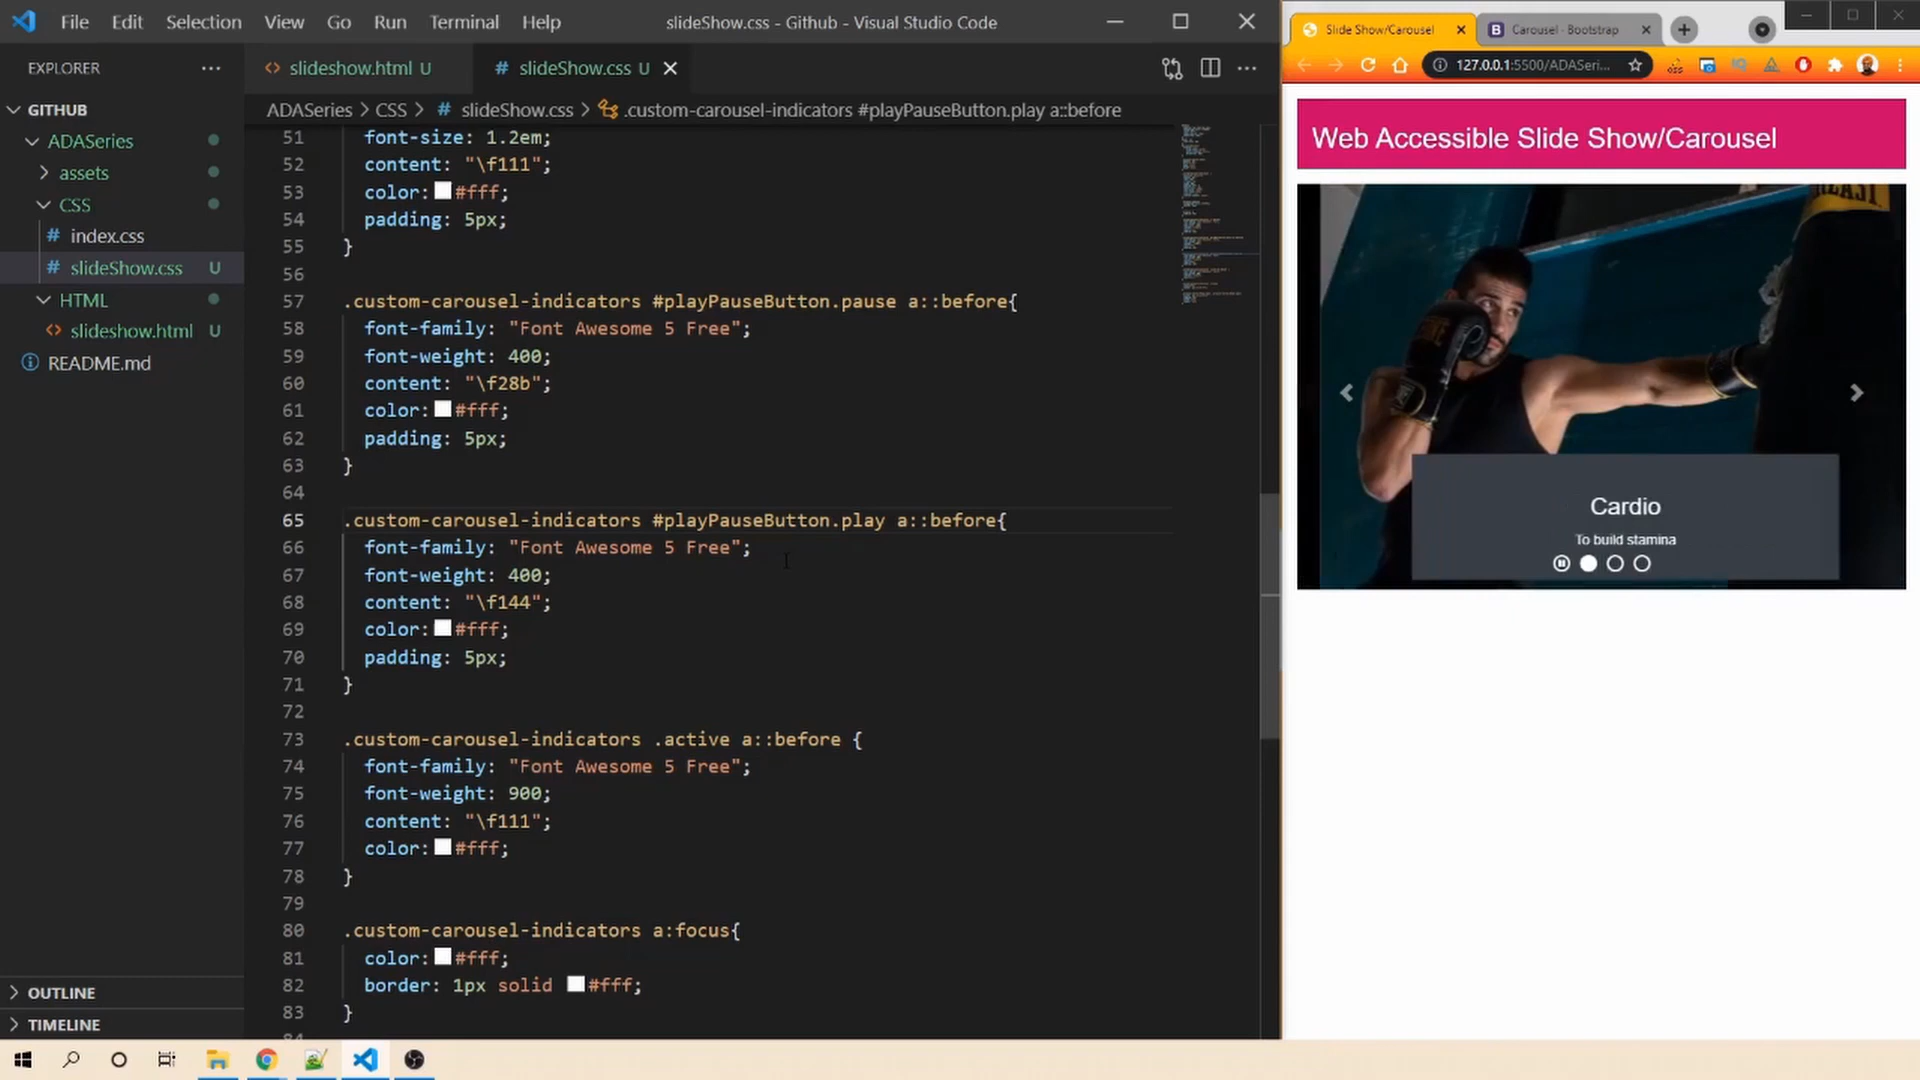 File Edit Selection View Go Run Terminal Help
slideShow.css - Github - Visual Studio Code
EXPLORER
GITHUB
ADASeries
assets
CSS
index.css
slideShow.css U
HTML
slideshow.html U
README.md
OUTLINE
TIMELINE
slideshow.html U
slideShow.css U
ADASeries > CSS > # slideShow.css > .custom-carousel-indicators #playPauseButton.play a::before
51 font-size: 1.2em;
52 content: "\f111";
53 color: #fff;
54 padding: 5px;
55 }
56
57 .custom-carousel-indicators #playPauseButton.pause a::before{
58 font-family: "Font Awesome 5 Free";
59 font-weight: 400;
60 content: "\f28b";
61 color: #fff;
62 padding: 5px;
63 }
64
65 .custom-carousel-indicators #playPauseButton.play a::before{
66 font-family: "Font Awesome 5 Free";
67 font-weight: 400;
68 content: "\f144";
69 color: #fff;
70 padding: 5px;
71 }
72
73 .custom-carousel-indicators .active a::before {
74 font-family: "Font Awesome 5 Free";
75 font-weight: 900;
76 content: "\f111";
77 color: #fff;
78 }
79
80 .custom-carousel-indicators a:focus{
81 color: #fff;
82 border: 1px solid #fff;
83 }
Slide Show/Carousel
B Carousel · Bootstrap
127.0.0.1:5500/ADASeri...
Web Accessible Slide Show/Carousel
Cardio
To build stamina